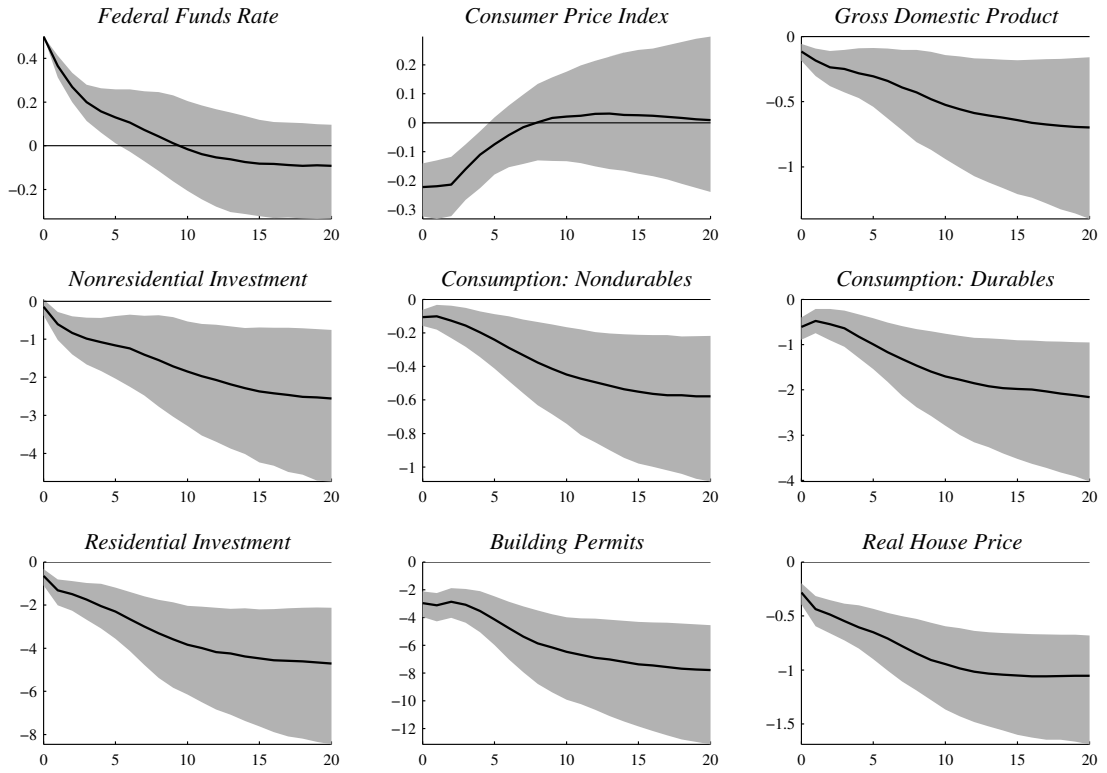 Federal Funds Rate
0.4
0.2
0
−0.2
0 5 10 15 20
Consumer Price Index
0.2
0.1
0
−0.1
−0.2
−0.3
0 5 10 15 20
Gross Domestic Product
0
−0.5
−1
0 5 10 15 20
Nonresidential Investment
0
−1
−2
−3
−4
0 5 10 15 20
Consumption: Nondurables
0
−0.2
−0.4
−0.6
−0.8
−1
0 5 10 15 20
Consumption: Durables
0
−1
−2
−3
−4
0 5 10 15 20
Residential Investment
0
−2
−4
−6
−8
0 5 10 15 20
Building Permits
0
−2
−4
−6
−8
−10
−12
0 5 10 15 20
Real House Price
0
−0.5
−1
−1.5
0 5 10 15 20